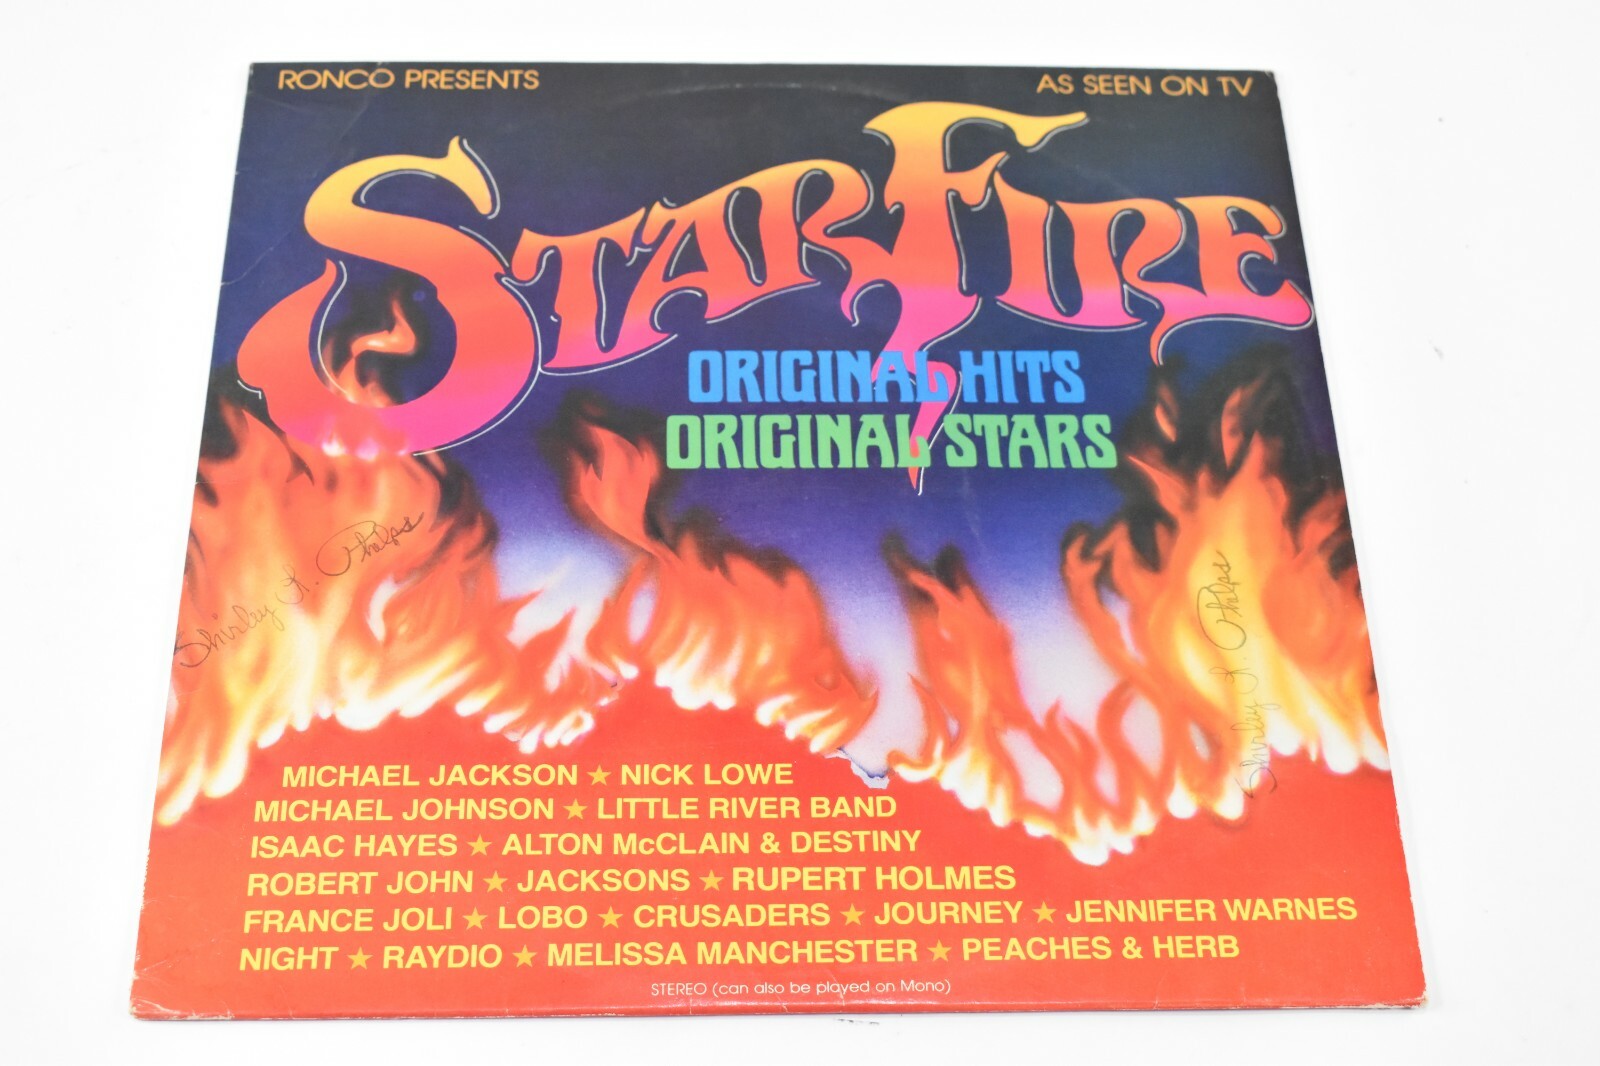 RONCO PRESENTS
AS SEEN ON TV
STARFIRE
ORIGINAL HITS
ORIGINAL STARS
Shirley L. Phelps
Shirley L. Phelps
MICHAEL JACKSON ★ NICK LOWE
MICHAEL JOHNSON ★ LITTLE RIVER BAND
ISAAC HAYES ★ ALTON McCLAIN & DESTINY
ROBERT JOHN ★ JACKSONS ★ RUPERT HOLMES
FRANCE JOLI ★ LOBO ★ CRUSADERS ★ JOURNEY ★ JENNIFER WARNES
NIGHT ★ RAYDIO ★ MELISSA MANCHESTER ★ PEACHES & HERB
STEREO (can also be played on Mono)